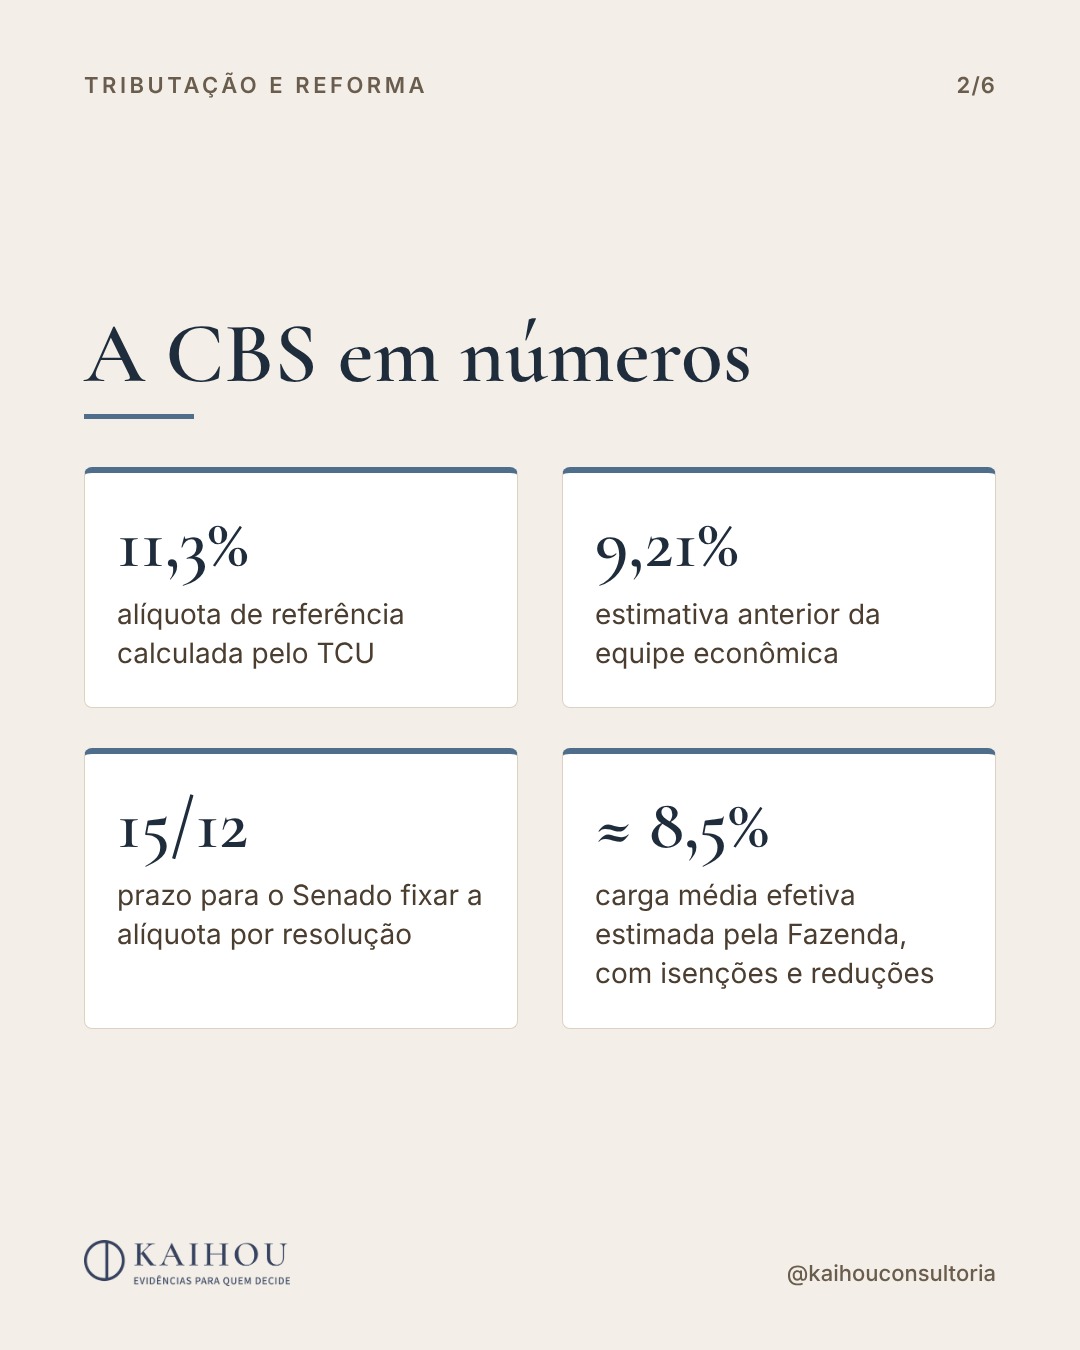 TRIBUTAÇÃO E REFORMA
2/6
A CBS em números
11,3%
alíquota de referência
calculada pelo TCU
9,21%
estimativa anterior da
equipe econômica
15/12
prazo para o Senado fixar a
alíquota por resolução
≈ 8,5%
carga média efetiva
estimada pela Fazenda,
com isenções e reduções
KAIHOU
EVIDÊNCIAS PARA QUEM DECIDE
@kaihouconsultoria